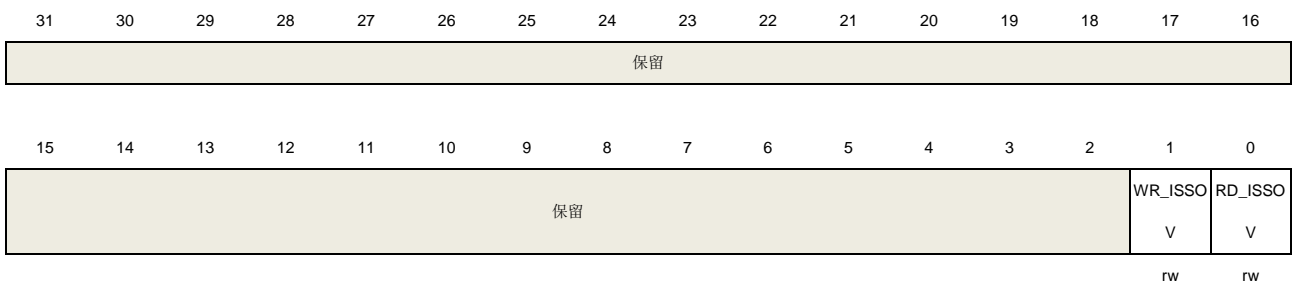 31 30 29 28 27 26 25 24 23 22 21 20 19 18 17 16
保留
15 14 13 12 11 10 9 8 7 6 5 4 3 2 1 0
保留
WR_ISSO RD_ISSO
V V
rw rw